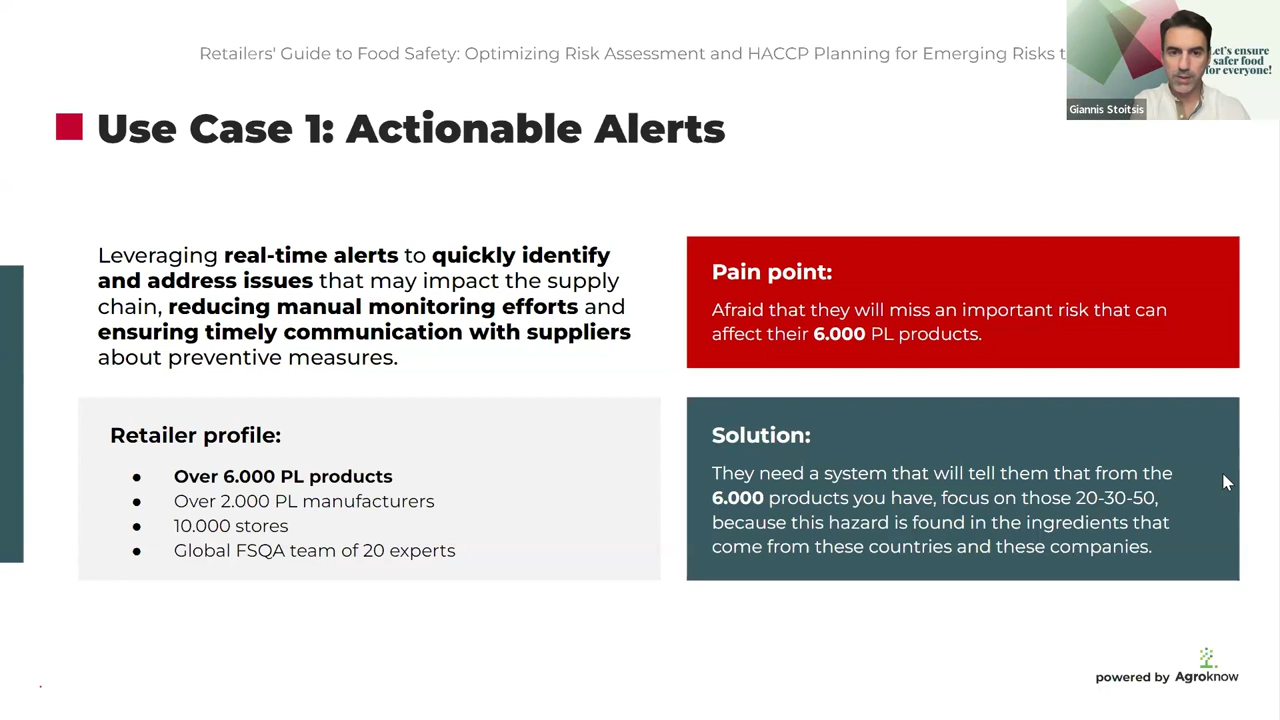 Retailers' Guide to Food Safety: Optimizing Risk Assessment and HACCP Planning for Emerging Risks t
Let's ensure
safer food
for everyone!
Giannis Stoitsis
Use Case 1: Actionable Alerts
Leveraging real-time alerts to quickly identify
and address issues that may impact the supply
chain, reducing manual monitoring efforts and
ensuring timely communication with suppliers
about preventive measures.
Pain point:
Afraid that they will miss an important risk that can
affect their 6.000 PL products.
Retailer profile:
● Over 6.000 PL products
● Over 2.000 PL manufacturers
● 10.000 stores
● Global FSQA team of 20 experts
Solution:
They need a system that will tell them that from the
6.000 products you have, focus on those 20-30-50,
because this hazard is found in the ingredients that
come from these countries and these companies.
powered by Agroknow
.